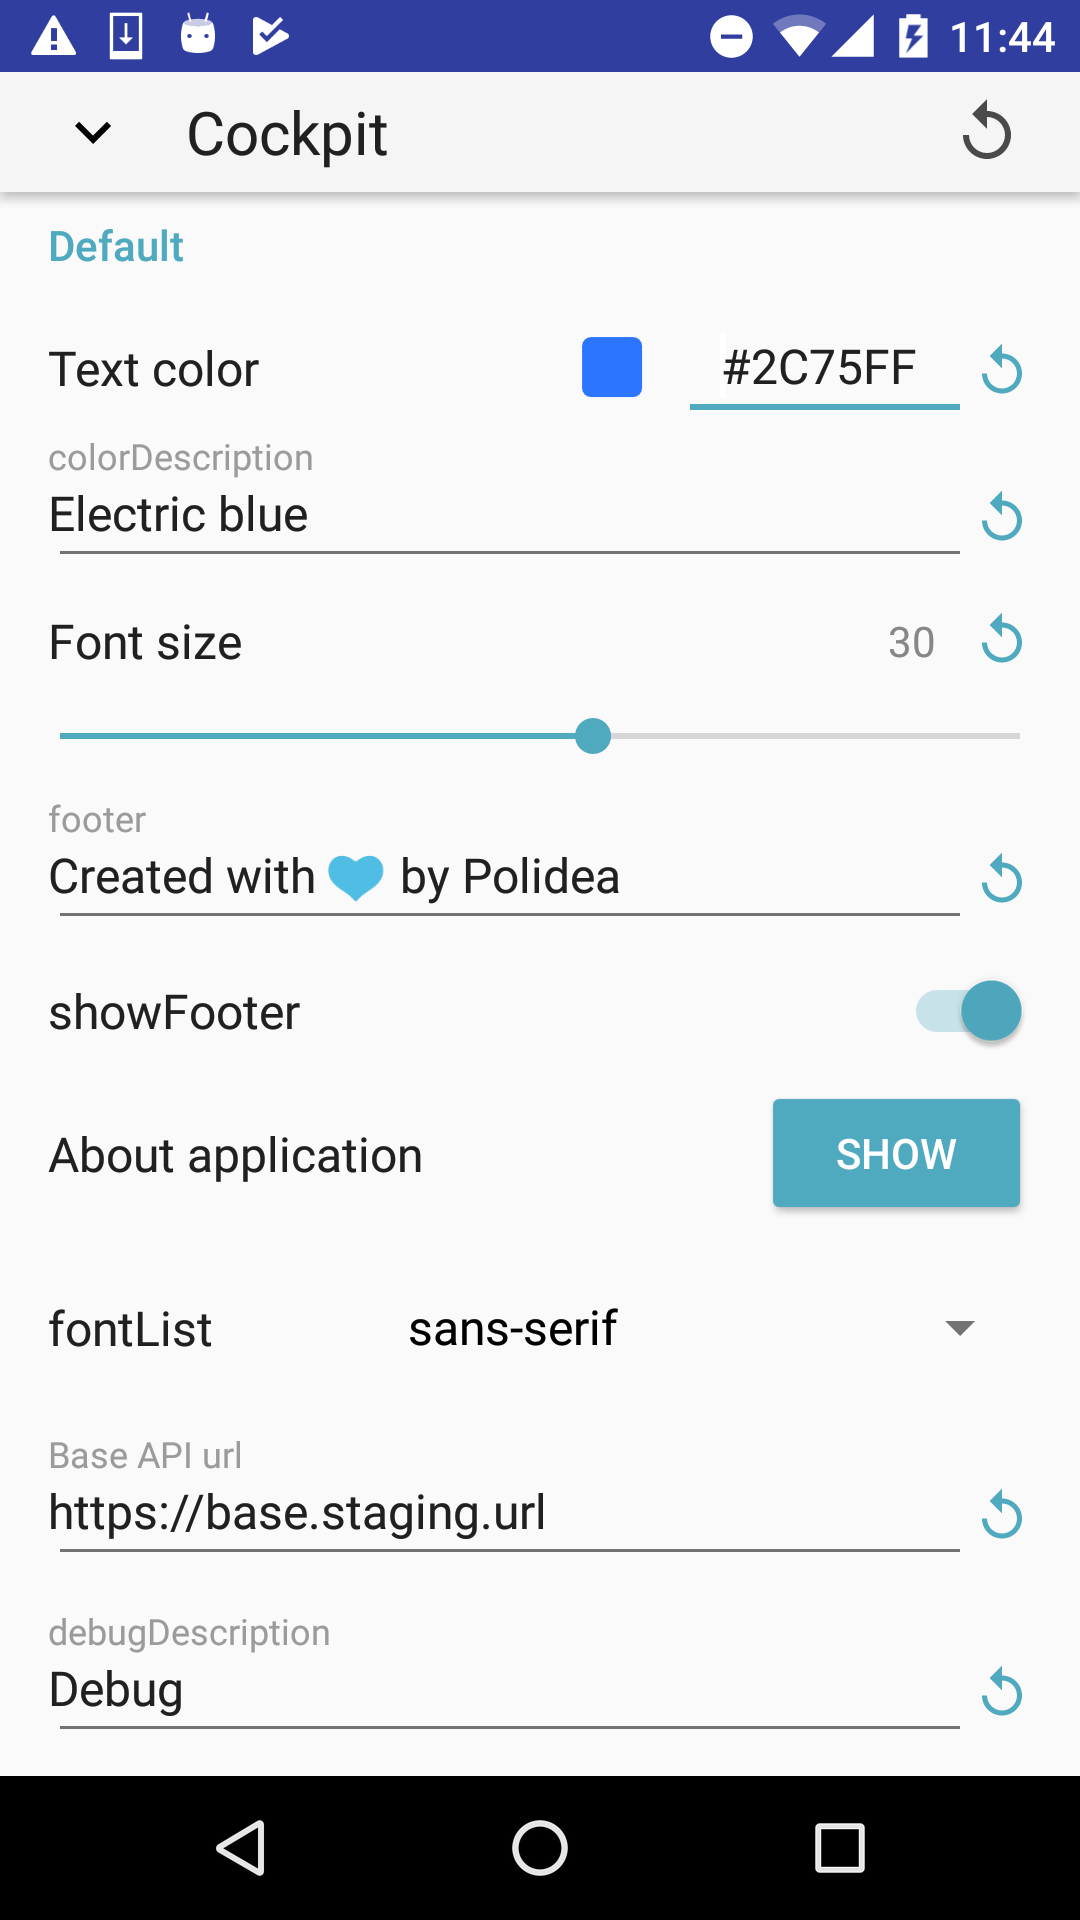 11:44
Cockpit
Default
Text color #2C75FF
colorDescription
Electric blue
Font size 30
footer
Created with 💙 by Polidea
showFooter
About application SHOW
fontList sans-serif
Base API url
https://base.staging.url
debugDescription
Debug